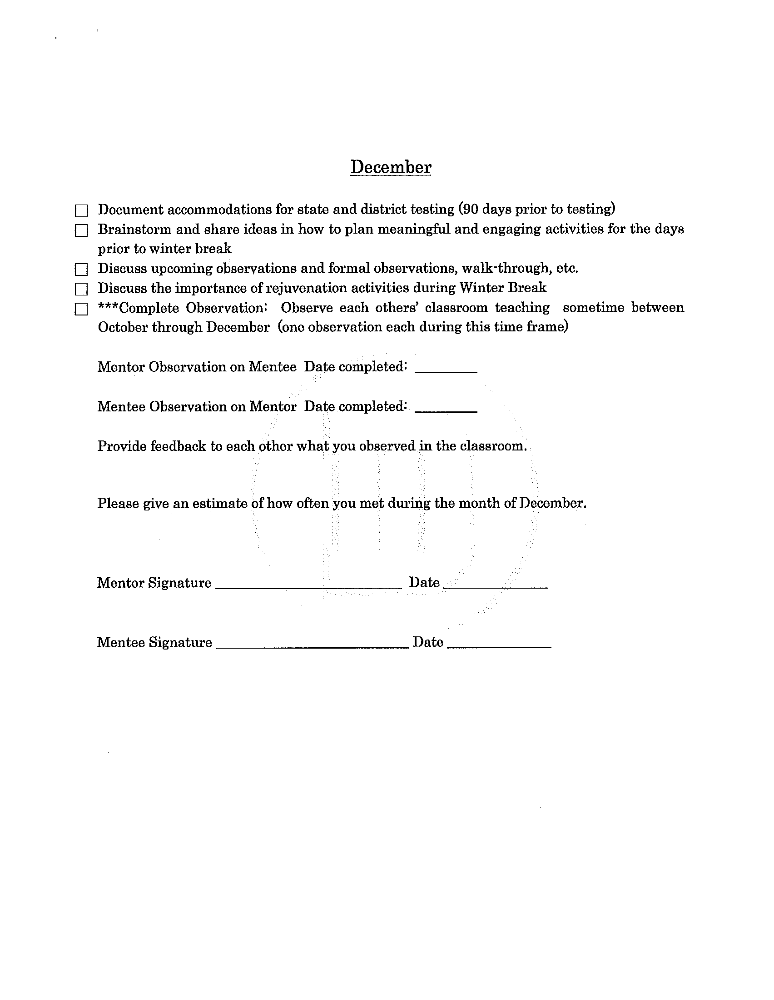 December
☐ Document accommodations for state and district testing (90 days prior to testing)
☐ Brainstorm and share ideas in how to plan meaningful and engaging activities for the days
prior to winter break
☐ Discuss upcoming observations and formal observations, walk-through, etc.
☐ Discuss the importance of rejuvenation activities during Winter Break
☐ ***Complete Observation: Observe each others' classroom teaching sometime between
October through December (one observation each during this time frame)
Mentor Observation on Mentee Date completed: ________
Mentee Observation on Mentor Date completed: ________
Provide feedback to each other what you observed in the classroom.
Please give an estimate of how often you met during the month of December.
Mentor Signature ________________________ Date ______________
Mentee Signature _________________________ Date ______________